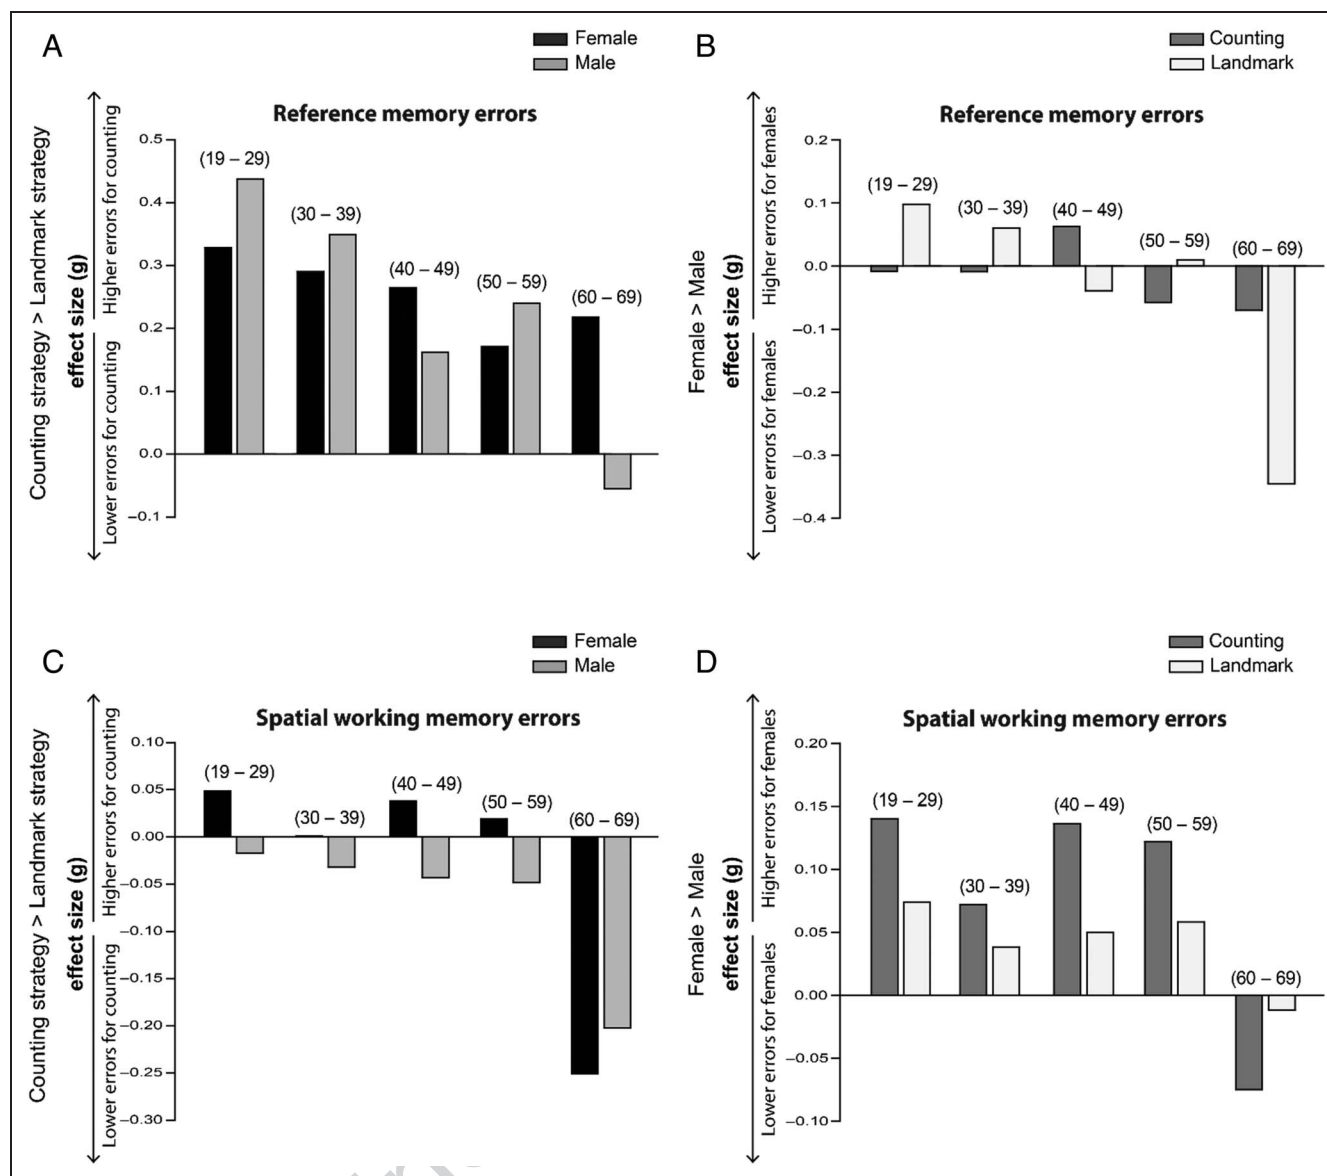 A
Female
Male
Reference memory errors
Counting strategy > Landmark strategy
effect size (g)
Higher errors for counting
Lower errors for counting
0.5
0.4
0.3
0.2
0.1
0.0
−0.1
(19 – 29)
(30 – 39)
(40 – 49)
(50 – 59)
(60 – 69)
B
Counting
Landmark
Reference memory errors
Female > Male
effect size (g)
Higher errors for females
Lower errors for females
0.2
0.1
0.0
−0.1
−0.2
−0.3
−0.4
(19 – 29)
(30 – 39)
(40 – 49)
(50 – 59)
(60 – 69)
C
Female
Male
Spatial working memory errors
Counting strategy > Landmark strategy
effect size (g)
Higher errors for counting
Lower errors for counting
0.10
0.05
0.00
−0.05
−0.10
−0.15
−0.20
−0.25
−0.30
(19 – 29)
(30 – 39)
(40 – 49)
(50 – 59)
(60 – 69)
D
Counting
Landmark
Spatial working memory errors
Female > Male
effect size (g)
Higher errors for females
Lower errors for females
0.20
0.15
0.10
0.05
0.00
−0.05
−0.10
(19 – 29)
(30 – 39)
(40 – 49)
(50 – 59)
(60 – 69)